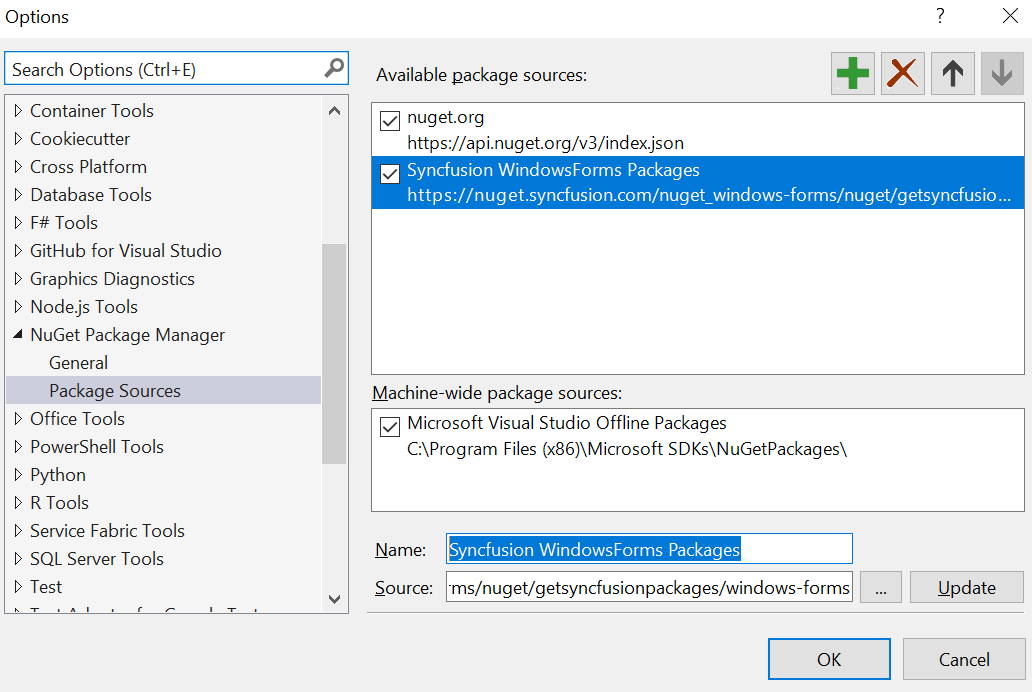 Options
?
Search Options (Ctrl+E)
Container Tools
Cookiecutter
Cross Platform
Database Tools
F# Tools
GitHub for Visual Studio
Graphics Diagnostics
Node.js Tools
NuGet Package Manager
General
Package Sources
Office Tools
PowerShell Tools
Python
R Tools
Service Fabric Tools
SQL Server Tools
Test
Available package sources:
nuget.org
https://api.nuget.org/v3/index.json
Syncfusion WindowsForms Packages
https://nuget.syncfusion.com/nuget_windows-forms/nuget/getsyncfusio...
Machine-wide package sources:
Microsoft Visual Studio Offline Packages
C:\Program Files (x86)\Microsoft SDKs\NuGetPackages\
Name: Syncfusion WindowsForms Packages
Source: rms/nuget/getsyncfusionpackages/windows-forms ... Update
OK Cancel